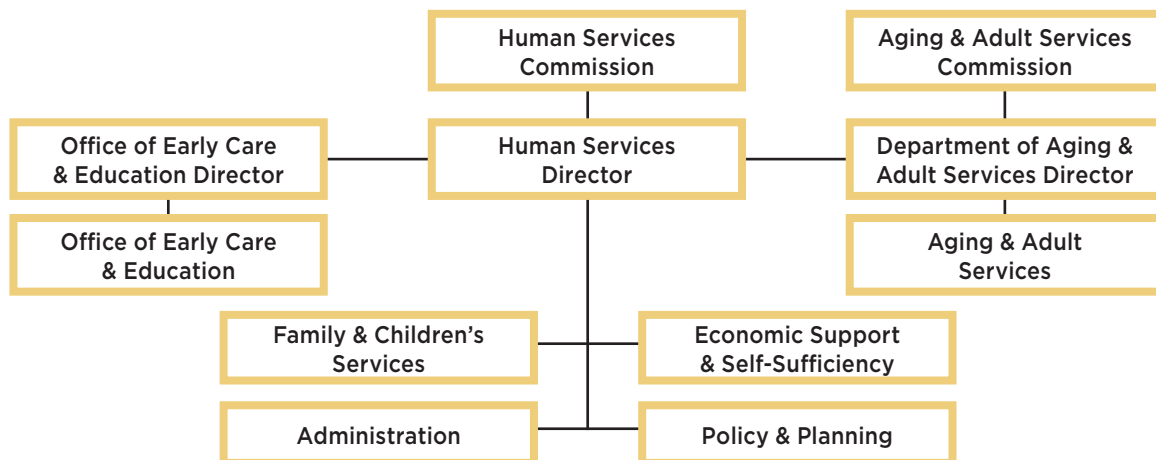 Human Services
Commission
Aging & Adult Services
Commission
Office of Early Care
& Education Director
Human Services
Director
Department of Aging &
Adult Services Director
Office of Early Care
& Education
Aging & Adult
Services
Family & Children’s
Services
Economic Support
& Self-Sufficiency
Administration
Policy & Planning